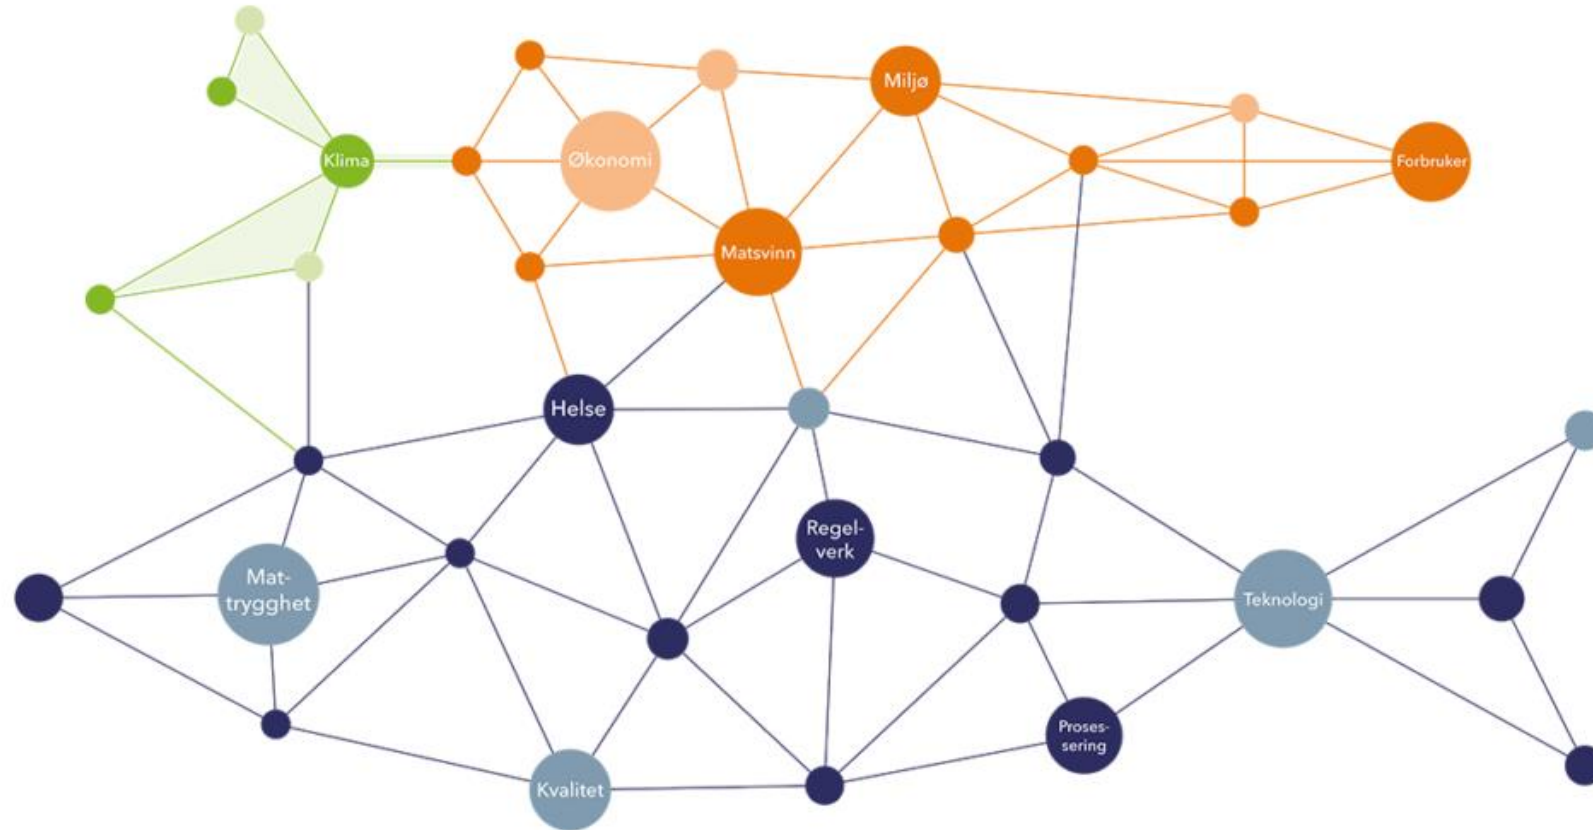 Miljø
Klima
Økonomi
Forbruker
Matsvinn
Helse
Regel-
verk
Mat-
trygghet
Teknologi
Proses-
sering
Kvalitet